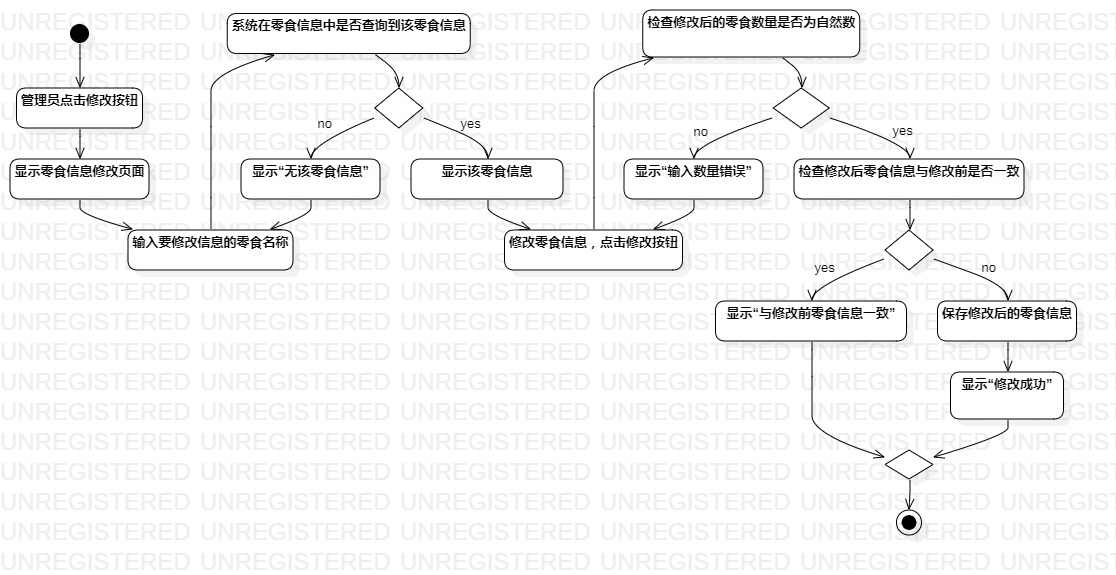 管理员点击修改按钮
显示零食信息修改页面
输入要修改信息的零食名称
系统在零食信息中是否查询到该零食信息
no
yes
显示“无该零食信息”
显示该零食信息
修改零食信息，点击修改按钮
检查修改后的零食数量是否为自然数
no
yes
显示“输入数量错误”
检查修改后零食信息与修改前是否一致
yes
no
显示“与修改前零食信息一致”
保存修改后的零食信息
显示“修改成功”
UNREGISTERED